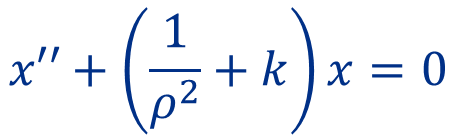 x′′ + (1/ρ² + k) x = 0